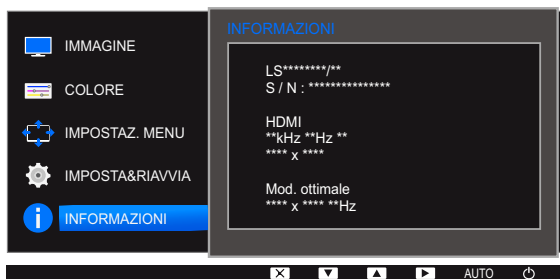 IMMAGINE
COLORE
IMPOSTAZ. MENU
IMPOSTA&RIAVVIA
INFORMAZIONI
INFORMAZIONI
LS********/**
S / N : ***************
HDMI
**kHz **Hz **
**** x ****
Mod. ottimale
**** x **** **Hz
AUTO